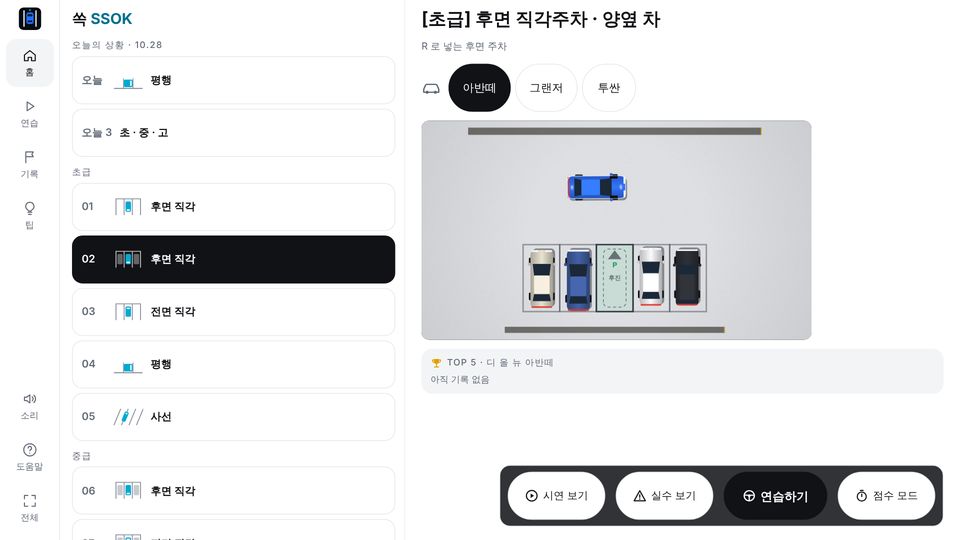 홈
연습
기록
팁
소리
도움말
전체
쏙 SSOK
오늘의 상황 · 10.28
오늘 평행
오늘 3 초 · 중 · 고
초급
01 후면 직각
02 후면 직각
03 전면 직각
04 평행
05 사선
중급
06 후면 직각
[초급] 후면 직각주차 · 양옆 차
R 로 넣는 후면 주차
아반떼 그랜저 투싼
P
후진
TOP 5 · 디 올 뉴 아반떼
아직 기록 없음
시연 보기 실수 보기 연습하기 점수 모드